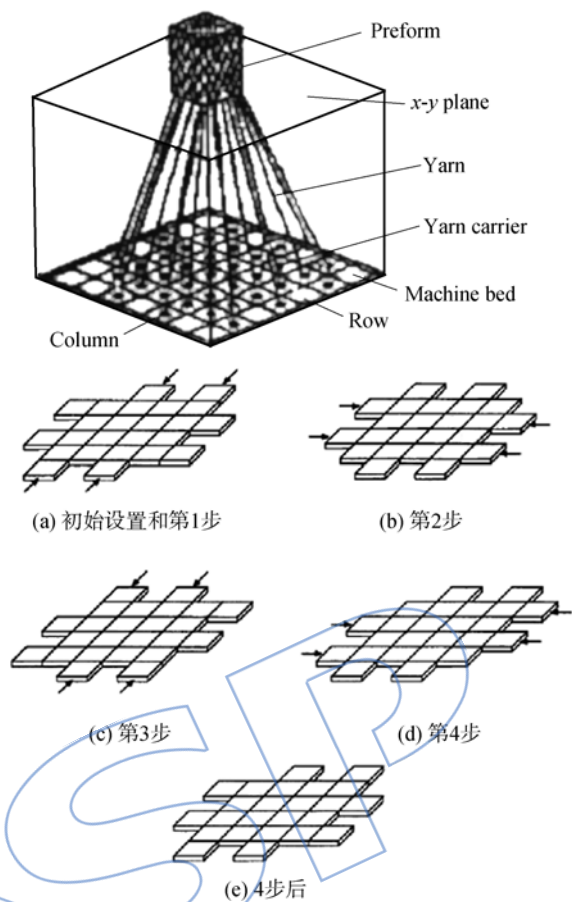 Preform
x-y plane
Yarn
Yarn carrier
Machine bed
Row
Column
(a) 初始设置和第1步
(b) 第2步
(c) 第3步
(d) 第4步
(e) 4步后
SP